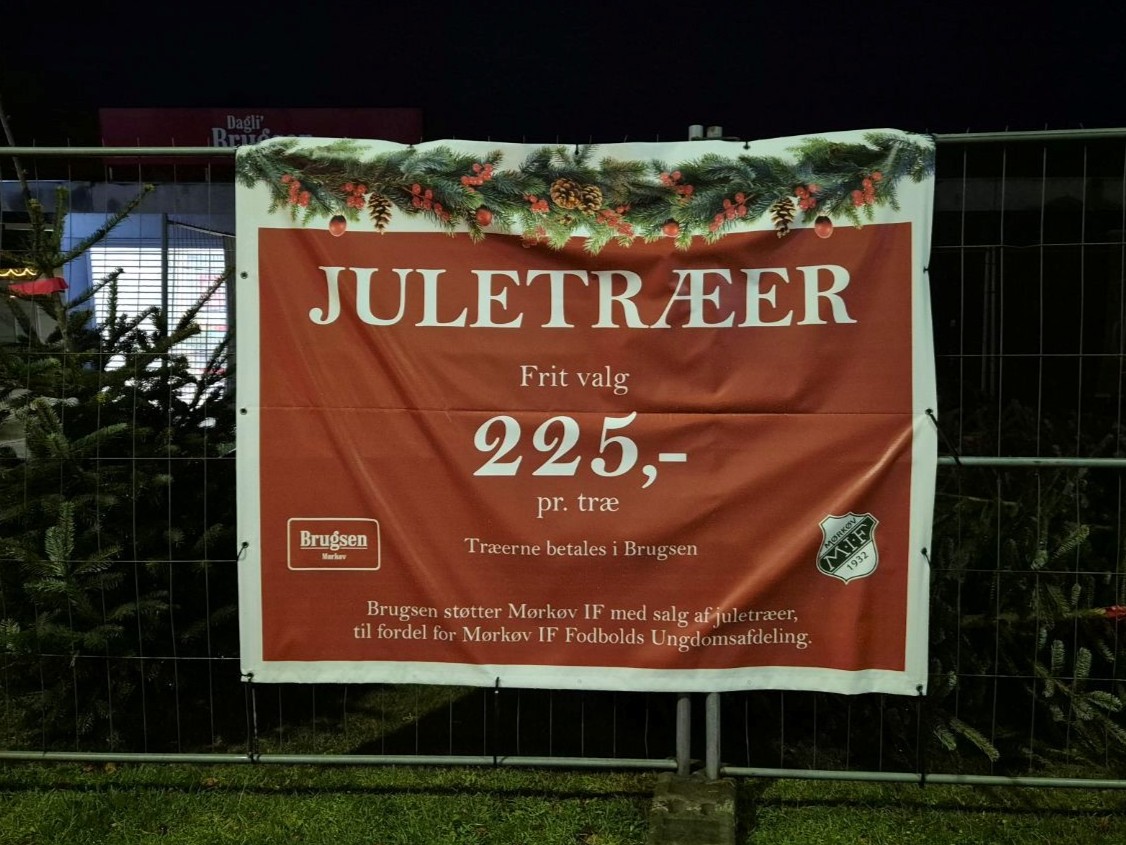 Dagli'
Brugsen
JULETRÆER
Frit valg
225,-
pr. træ
Træerne betales i Brugsen
Brugsen
Mørkøv
MØRKØV
M·I·F
1932
Brugsen støtter Mørkøv IF med salg af juletræer,
til fordel for Mørkøv IF Fodbolds Ungdomsafdeling.